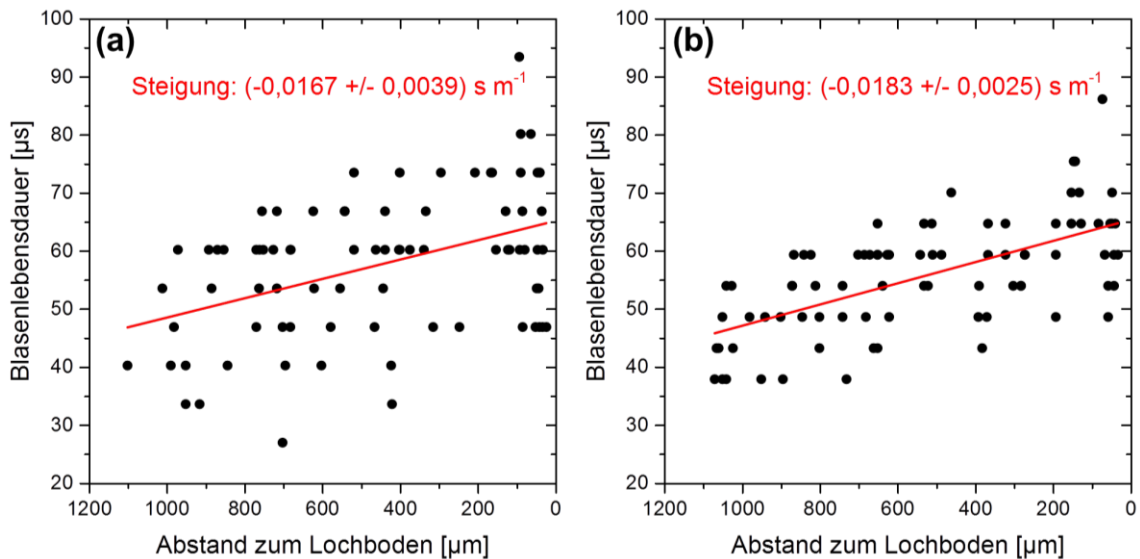 (a)
Steigung: (-0,0167 +/- 0,0039) s m⁻¹
Blasenlebensdauer [µs]
100
90
80
70
60
50
40
30
20
1200 1000 800 600 400 200 0
Abstand zum Lochboden [µm]
(b)
Steigung: (-0,0183 +/- 0,0025) s m⁻¹
Blasenlebensdauer [µs]
100
90
80
70
60
50
40
30
20
1200 1000 800 600 400 200 0
Abstand zum Lochboden [µm]